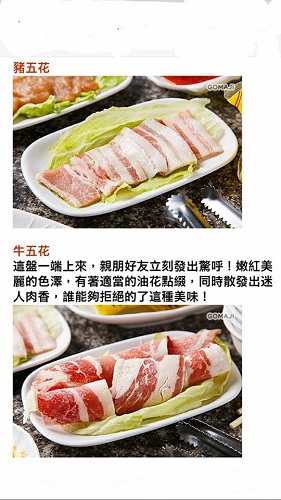 豬五花
GOMAJI
牛五花
這盤一端上來，親朋好友立刻發出驚呼！嫩紅美
麗的色澤，有著適當的油花點綴，同時散發出迷
人肉香，誰能夠拒絕的了這種美味！
GOMAJI